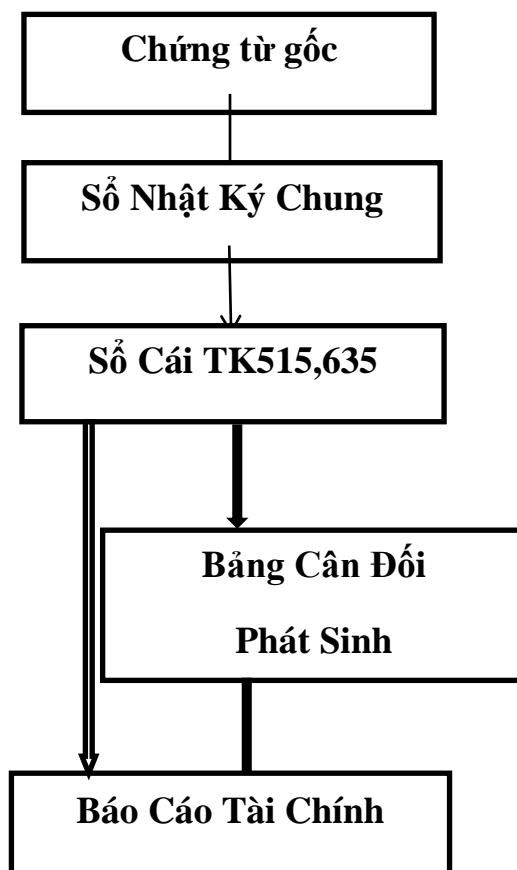 Chứng từ gốc
Sổ Nhật Ký Chung
Sổ Cái TK515,635
Bảng Cân Đối
Phát Sinh
Báo Cáo Tài Chính